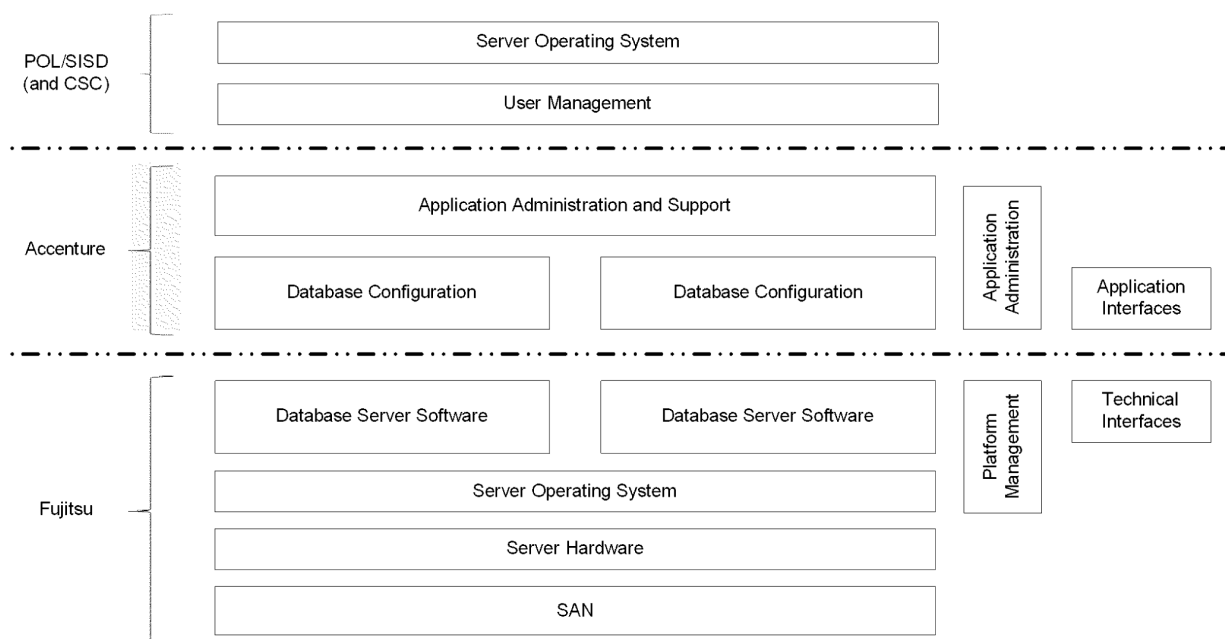 POL/SISD
(and CSC)
Server Operating System
User Management
Accenture
Application Administration and Support
Database Configuration
Database Configuration
Application
Administration
Application
Interfaces
Fujitsu
Database Server Software
Database Server Software
Platform
Management
Technical
Interfaces
Server Operating System
Server Hardware
SAN